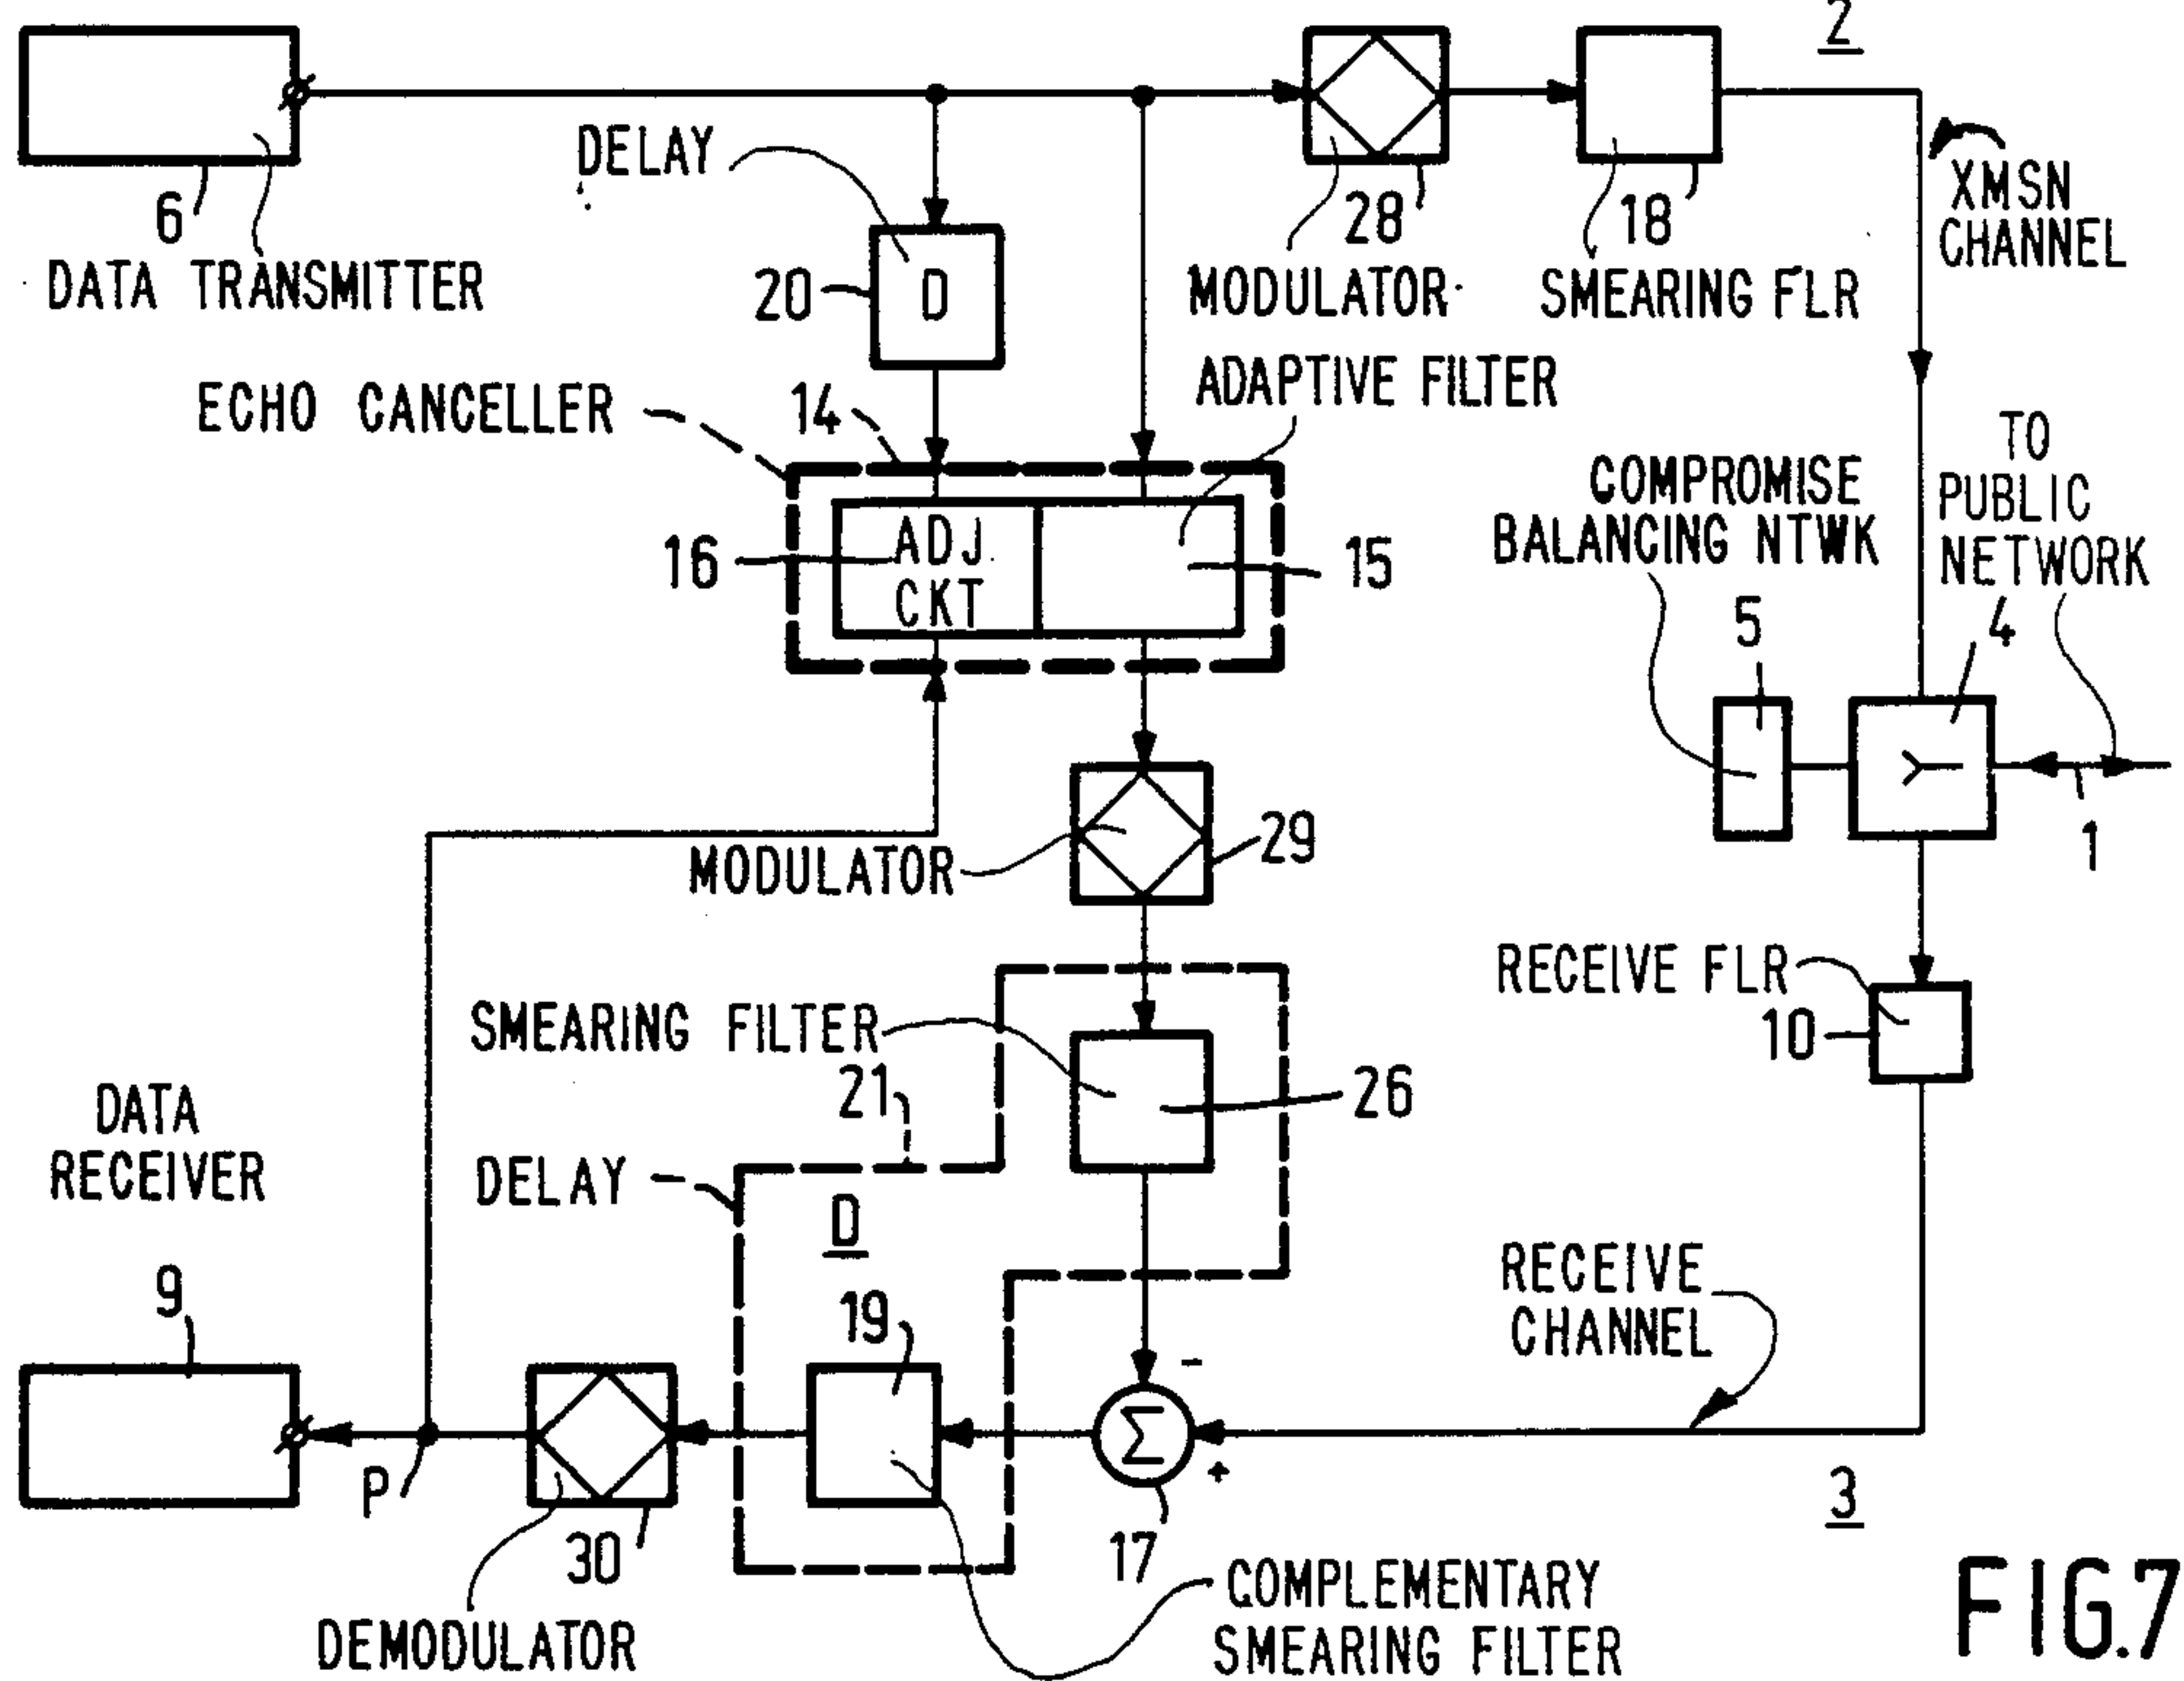 2
6
DATA TRANSMITTER
DELAY
20
D
28
MODULATOR
18
SMEARING FLR
XMSN
CHANNEL
ECHO CANCELLER
14
ADAPTIVE FILTER
16
ADJ
CKT
15
COMPROMISE
BALANCING NTWK
TO
PUBLIC
NETWORK
5
4
1
MODULATOR
29
RECEIVE FLR
10
SMEARING FILTER
21
26
DATA
RECEIVER
DELAY
D
9
19
RECEIVE
CHANNEL
-
Σ
+
P
30
17
3
DEMODULATOR
COMPLEMENTARY
SMEARING FILTER
FIG.7